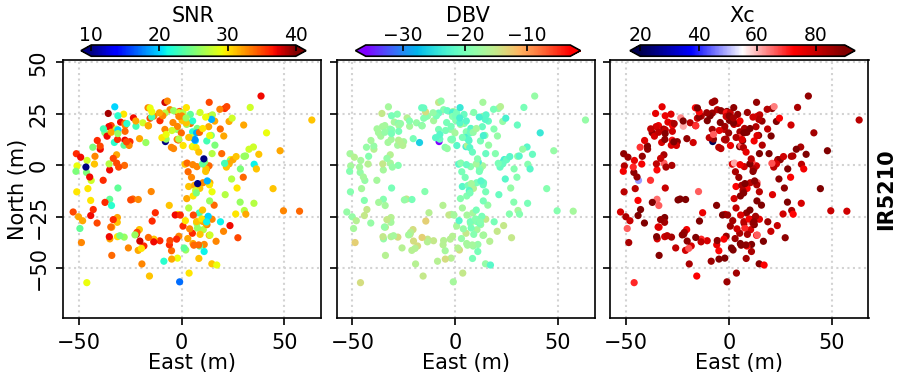 SNR
DBV
Xc
10 20 30 40
−30 −20 −10
20 40 60 80
50
25
0
−25
−50
North (m)
−50 0 50
−50 0 50
−50 0 50
East (m)
East (m)
East (m)
IR5210